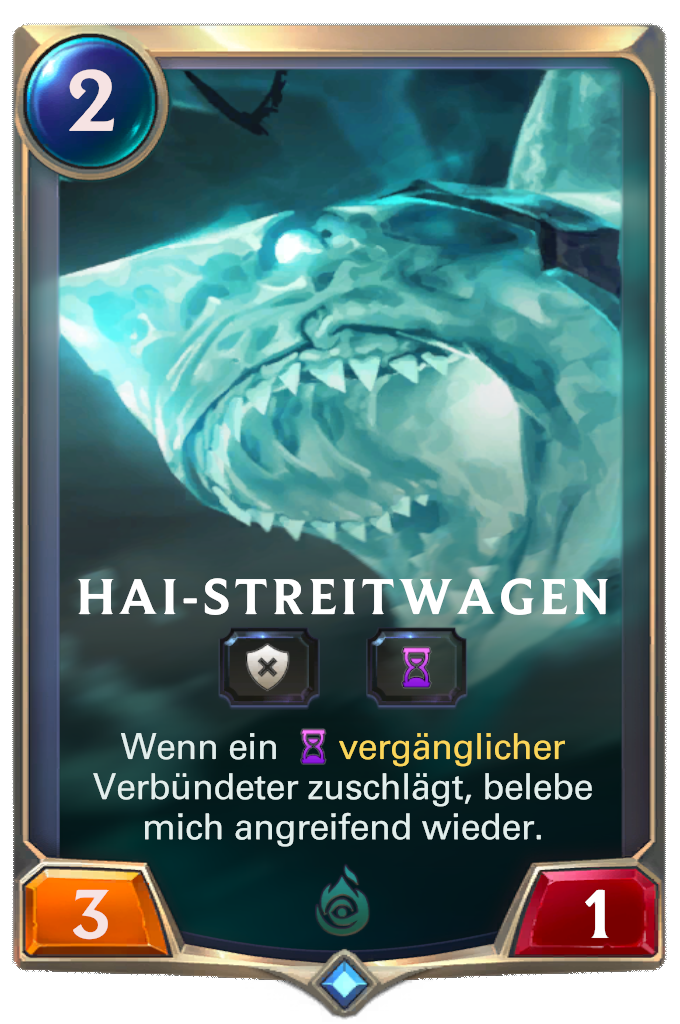 2
HAI-STREITWAGEN
Wenn ein vergänglicher
Verbündeter zuschlägt, belebe
mich angreifend wieder.
3
1